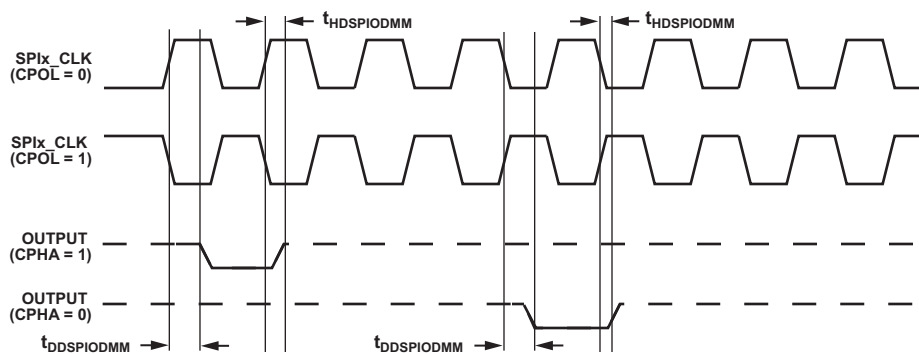 tHDSPIODMM
tHDSPIODMM
SPIx_CLK
(CPOL = 0)
SPIx_CLK
(CPOL = 1)
OUTPUT
(CPHA = 1)
OUTPUT
(CPHA = 0)
tDDSPIODMM
tDDSPIODMM